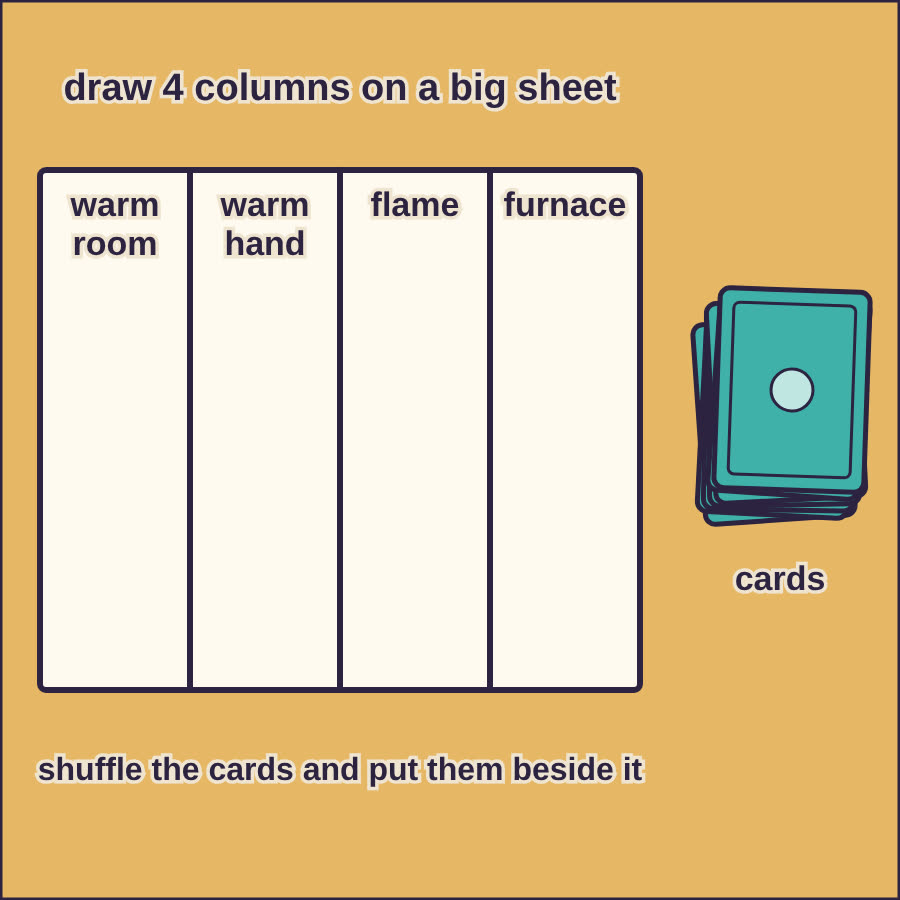 draw 4 columns on a big sheet
warm
room
warm
hand
flame
furnace
cards
shuffle the cards and put them beside it